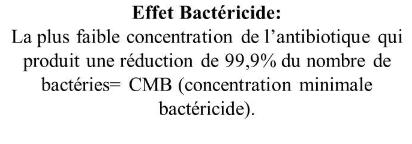 Effet Bactéricide:
La plus faible concentration de l’antibiotique qui
produit une réduction de 99,9% du nombre de
bactéries= CMB (concentration minimale
bactéricide).